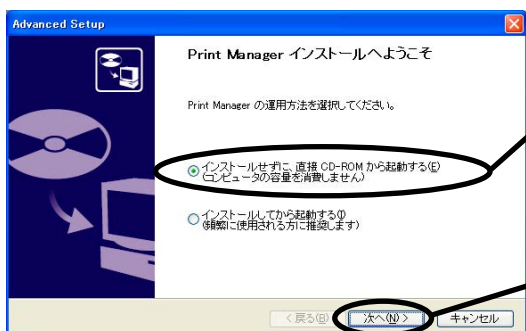 Advanced Setup
Print Manager インストールへようこそ
Print Manager の運用方法を選択してください。
インストールせずに、直接 CD-ROM から起動する(E)
(コンピュータの容量を消費しません)
インストールしてから起動する(I)
(頻繁に使用される方に推奨します)
< 戻る(B)
次へ(N) >
キャンセル